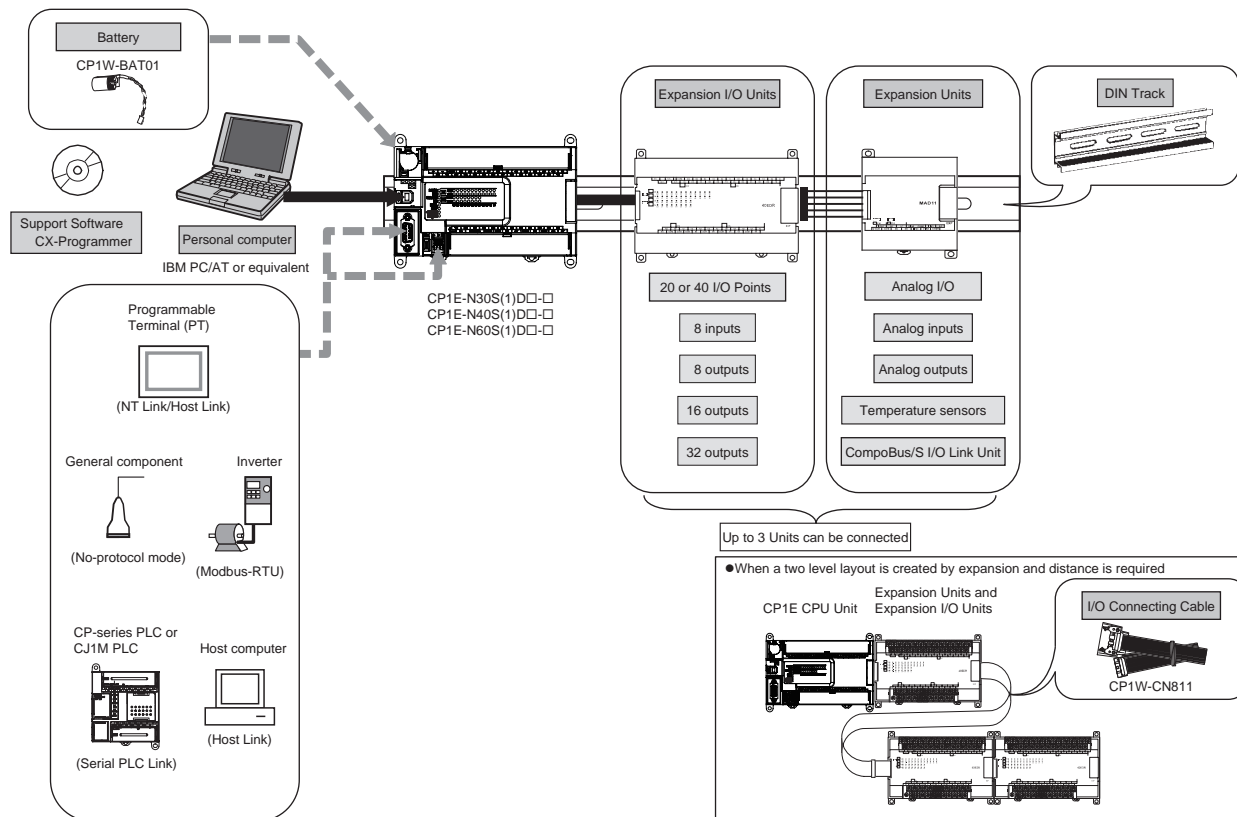 Battery
CP1W-BAT01
Support Software
CX-Programmer
Personal computer
IBM PC/AT or equivalent
CP1E-N30S(1)D□-□
CP1E-N40S(1)D□-□
CP1E-N60S(1)D□-□
Expansion I/O Units
20 or 40 I/O Points
8 inputs
8 outputs
16 outputs
32 outputs
Expansion Units
MAD11
Analog I/O
Analog inputs
Analog outputs
Temperature sensors
CompoBus/S I/O Link Unit
DIN Track
Up to 3 Units can be connected
Programmable
Terminal (PT)
(NT Link/Host Link)
General component
(No-protocol mode)
Inverter
(Modbus-RTU)
CP-series PLC or
CJ1M PLC
(Serial PLC Link)
Host computer
(Host Link)
●When a two level layout is created by expansion and distance is required
CP1E CPU Unit
Expansion Units and
Expansion I/O Units
I/O Connecting Cable
CP1W-CN811